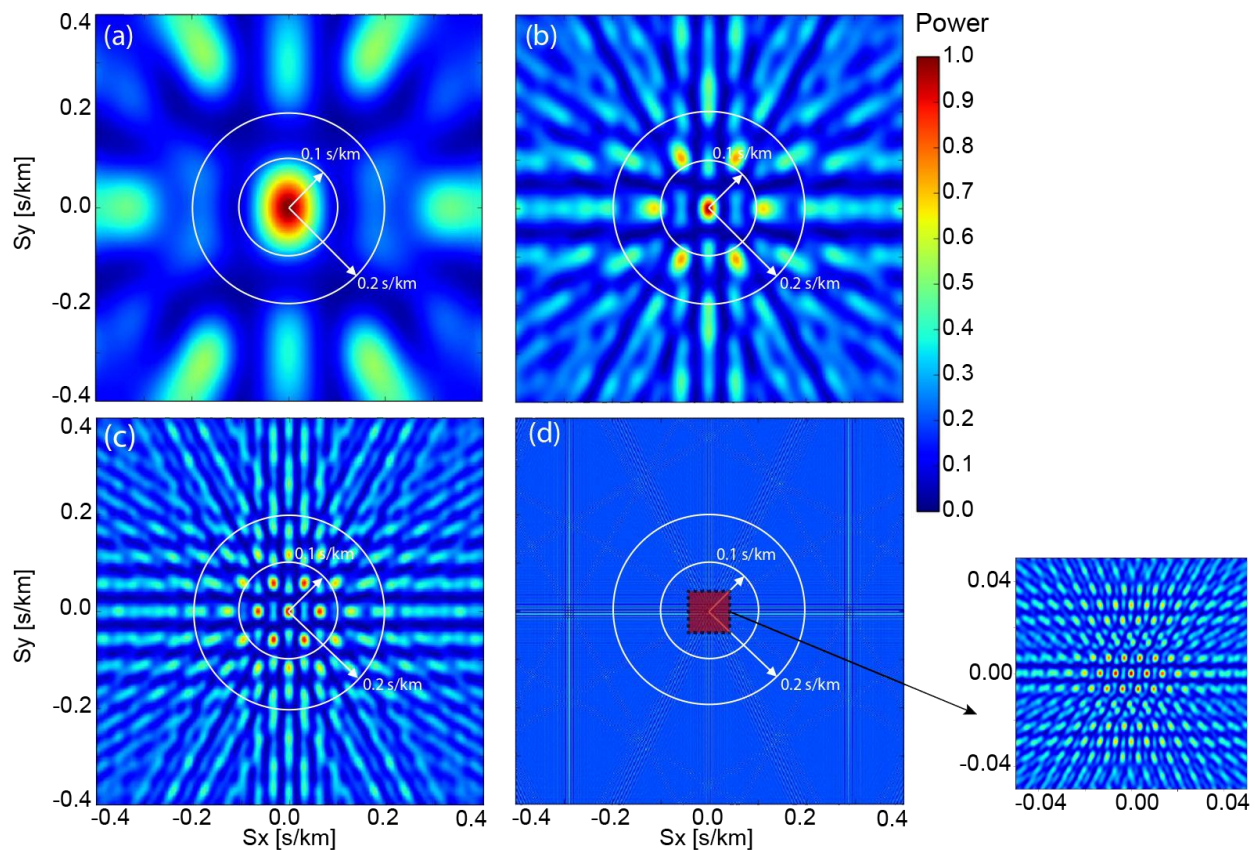 (a)
0.4
0.2
0.0
-0.2
-0.4
Sy [s/km]
0.1 s/km
0.2 s/km
(b)
0.1 s/km
0.2 s/km
Power
1.0
0.9
0.8
0.7
0.6
0.5
0.4
0.3
0.2
0.1
0.0
(c)
0.4
0.2
0.0
-0.2
-0.4
Sy [s/km]
0.1 s/km
0.2 s/km
-0.4 -0.2 0.0 0.2 0.4
Sx [s/km]
(d)
0.1 s/km
0.2 s/km
-0.4 -0.2 0.0 0.2 0.4
Sx [s/km]
0.04
0.00
-0.04
-0.04 0.00 0.04